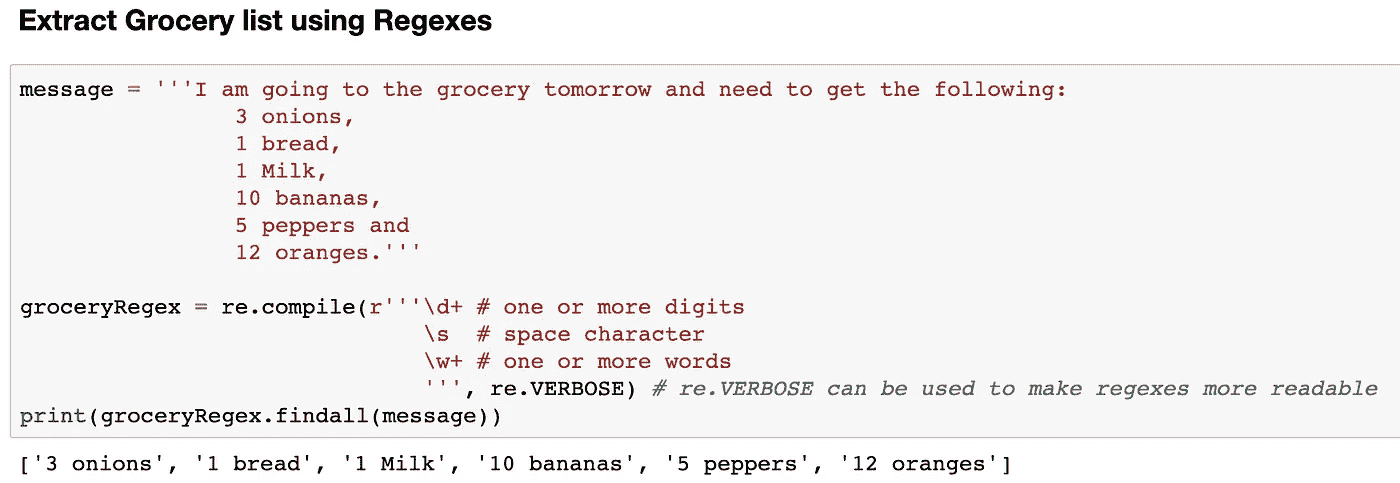 Extract Grocery list using Regexes
message = '''I am going to the grocery tomorrow and need to get the following:
3 onions,
1 bread,
1 Milk,
10 bananas,
5 peppers and
12 oranges.'''
groceryRegex = re.compile(r'''\d+ # one or more digits
\s  # space character
\w+ # one or more words
''', re.VERBOSE) # re.VERBOSE can be used to make regexes more readable
print(groceryRegex.findall(message))
['3 onions', '1 bread', '1 Milk', '10 bananas', '5 peppers', '12 oranges']